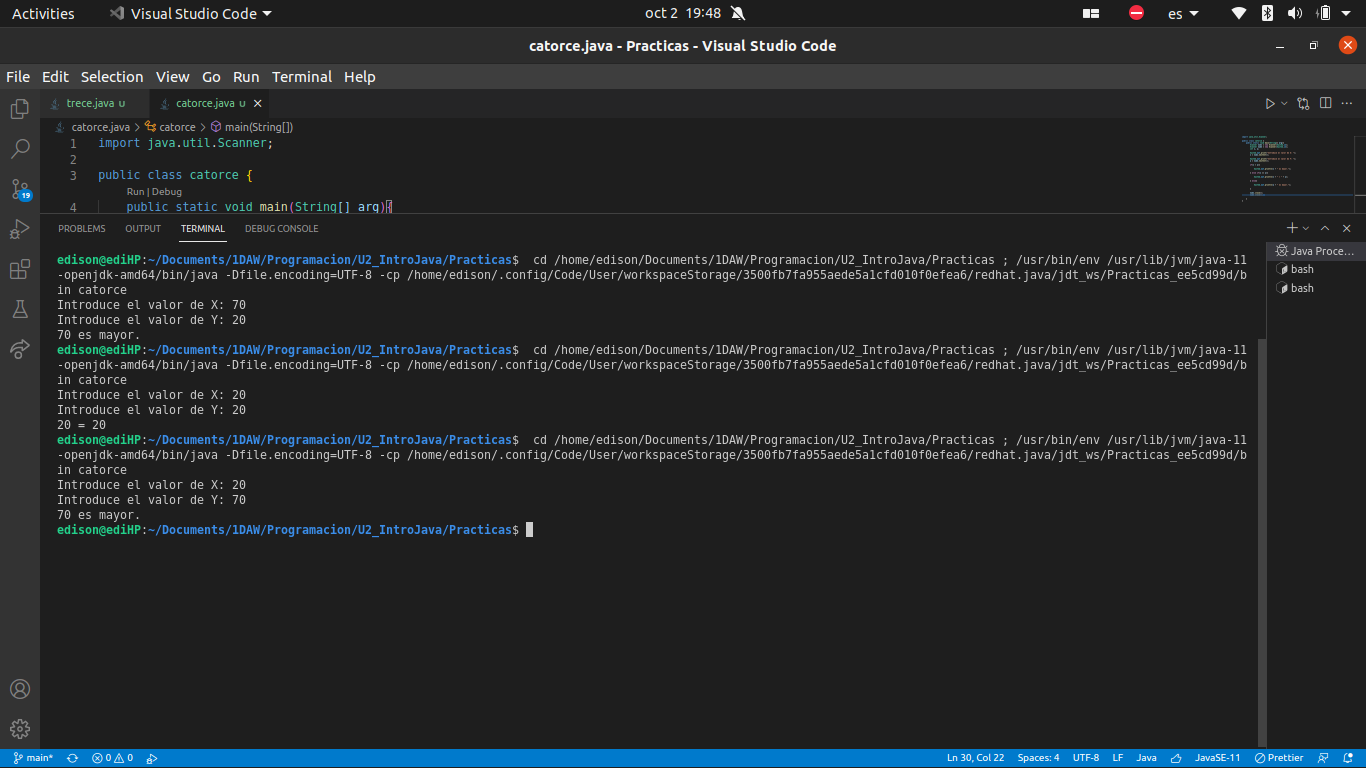 Activities Visual Studio Code oct 2 19:48 es
catorce.java - Practicas - Visual Studio Code
File Edit Selection View Go Run Terminal Help
trece.java U catorce.java U
catorce.java > catorce > main(String[])
1 import java.util.Scanner;
2
3 public class catorce {
Run | Debug
4 public static void main(String[] arg){
PROBLEMS OUTPUT TERMINAL DEBUG CONSOLE
edison@ediHP:~/Documents/1DAW/Programacion/U2_IntroJava/Practicas$ cd /home/edison/Documents/1DAW/Programacion/U2_IntroJava/Practicas ; /usr/bin/env /usr/lib/jvm/java-11
-openjdk-amd64/bin/java -Dfile.encoding=UTF-8 -cp /home/edison/.config/Code/User/workspaceStorage/3500fb7fa955aede5a1cfd010f0efea6/redhat.java/jdt_ws/Practicas_ee5cd99d/b
in catorce
Introduce el valor de X: 70
Introduce el valor de Y: 20
70 es mayor.
edison@ediHP:~/Documents/1DAW/Programacion/U2_IntroJava/Practicas$ cd /home/edison/Documents/1DAW/Programacion/U2_IntroJava/Practicas ; /usr/bin/env /usr/lib/jvm/java-11
-openjdk-amd64/bin/java -Dfile.encoding=UTF-8 -cp /home/edison/.config/Code/User/workspaceStorage/3500fb7fa955aede5a1cfd010f0efea6/redhat.java/jdt_ws/Practicas_ee5cd99d/b
in catorce
Introduce el valor de X: 20
Introduce el valor de Y: 20
20 = 20
edison@ediHP:~/Documents/1DAW/Programacion/U2_IntroJava/Practicas$ cd /home/edison/Documents/1DAW/Programacion/U2_IntroJava/Practicas ; /usr/bin/env /usr/lib/jvm/java-11
-openjdk-amd64/bin/java -Dfile.encoding=UTF-8 -cp /home/edison/.config/Code/User/workspaceStorage/3500fb7fa955aede5a1cfd010f0efea6/redhat.java/jdt_ws/Practicas_ee5cd99d/b
in catorce
Introduce el valor de X: 20
Introduce el valor de Y: 70
70 es mayor.
edison@ediHP:~/Documents/1DAW/Programacion/U2_IntroJava/Practicas$
Java Proce...
bash
bash
19
main* 0 0 Ln 30, Col 22 Spaces: 4 UTF-8 LF Java JavaSE-11 Prettier